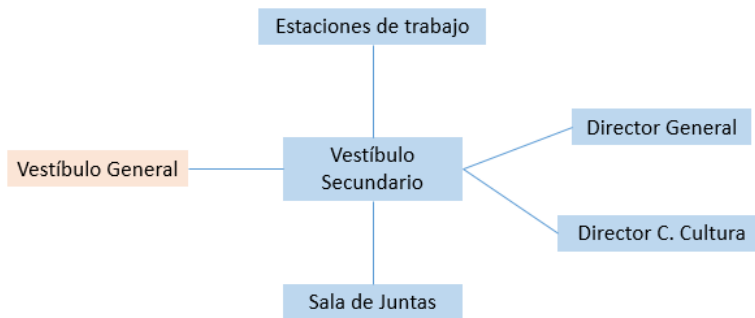 Estaciones de trabajo
Director General
Vestíbulo General
Vestíbulo
Secundario
Director C. Cultura
Sala de Juntas